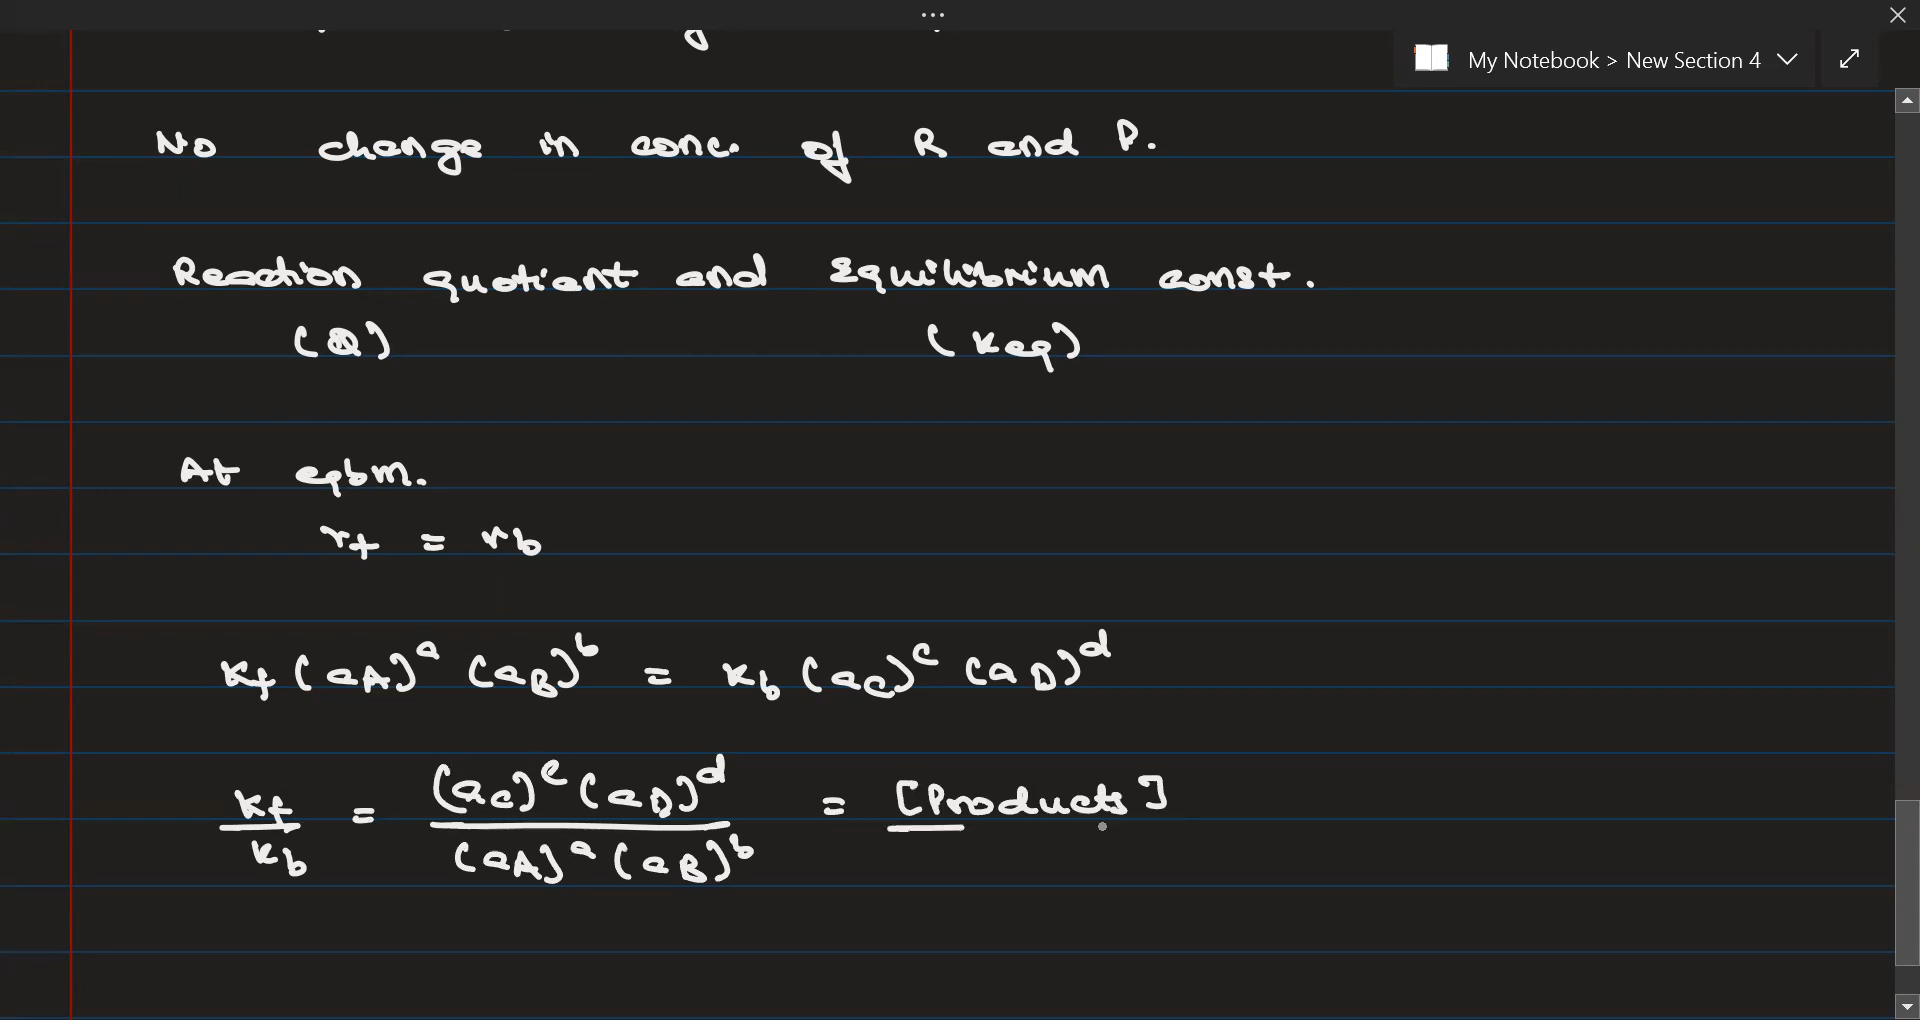 My Notebook > New Section 4
No change in conc. of R and P.
Reaction quotient and Equilibrium const.
(Q) (Keq)
At eqbm.
rf = rb
Kf (aA)^a (aB)^b = Kb (aC)^c (aD)^d
Kf / Kb = (aC)^c (aD)^d / (aA)^a (aB)^b = [Products]